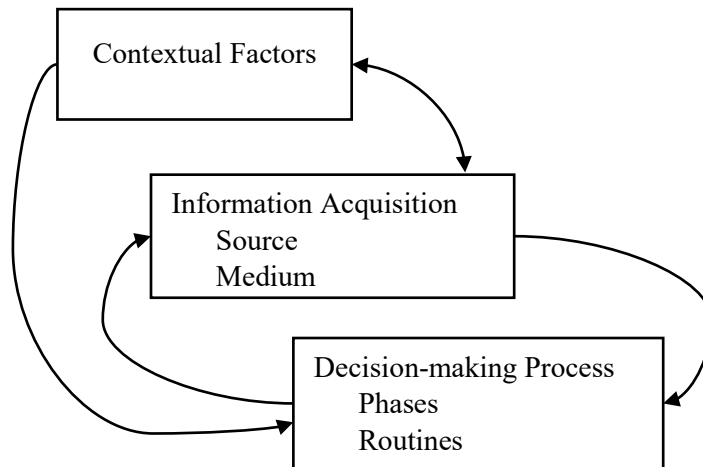 Contextual Factors
Information Acquisition
Source
Medium
Decision-making Process
Phases
Routines